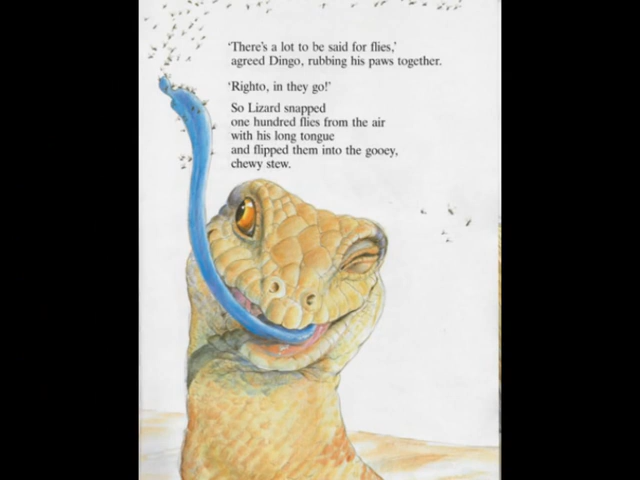 ‘There's a lot to be said for flies,’
agreed Dingo, rubbing his paws together.
‘Righto, in they go!’
So Lizard snapped
one hundred flies from the air
with his long tongue
and flipped them into the gooey,
chewy stew.